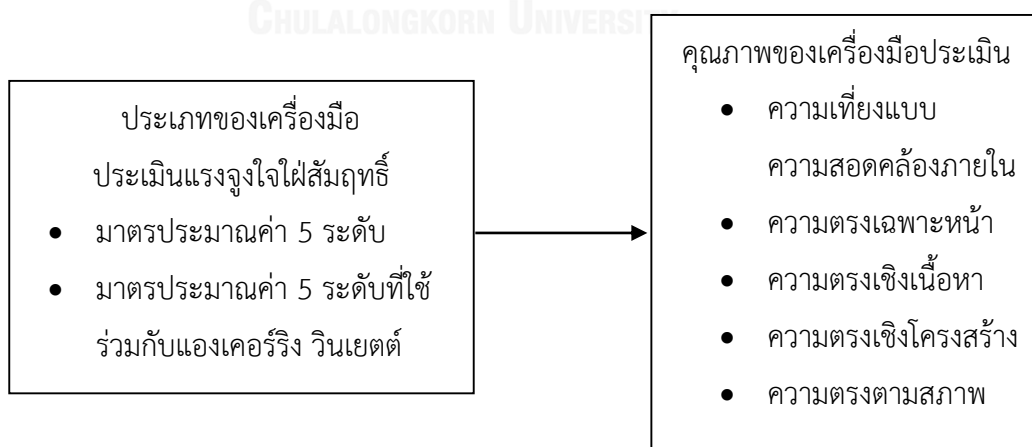 CHULALONGKORN UNIVERSITY
ประเภทของเครื่องมือ
ประเมินแรงจูงใจใฝ่สัมฤทธิ์
● มาตรประมาณค่า 5 ระดับ
● มาตรประมาณค่า 5 ระดับที่ใช้
ร่วมกับแองเคอร์ริง วินเยตต์
คุณภาพของเครื่องมือประเมิน
● ความเที่ยงแบบ
ความสอดคล้องภายใน
● ความตรงเฉพาะหน้า
● ความตรงเชิงเนื้อหา
● ความตรงเชิงโครงสร้าง
● ความตรงตามสภาพ